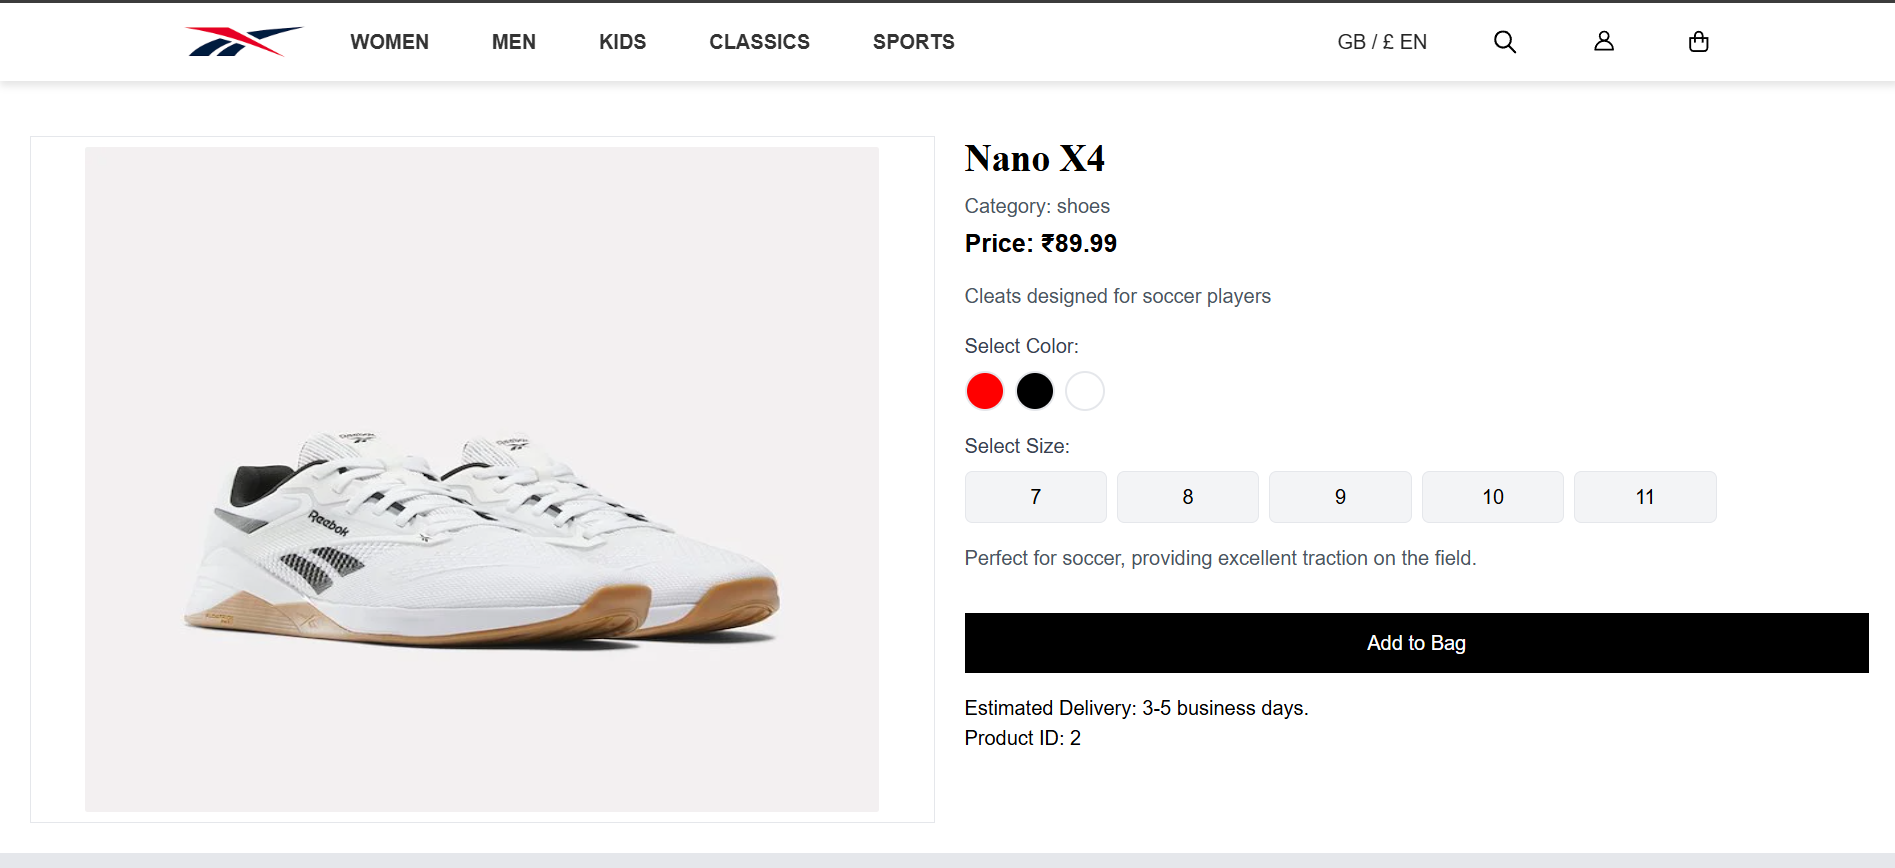 WOMEN MEN KIDS CLASSICS SPORTS GB / £ EN
Nano X4
Category: shoes
Price: ₹89.99
Cleats designed for soccer players
Select Color:
Select Size:
7 8 9 10 11
Perfect for soccer, providing excellent traction on the field.
Add to Bag
Estimated Delivery: 3-5 business days.
Product ID: 2
Reebok
Reebok
Reebok